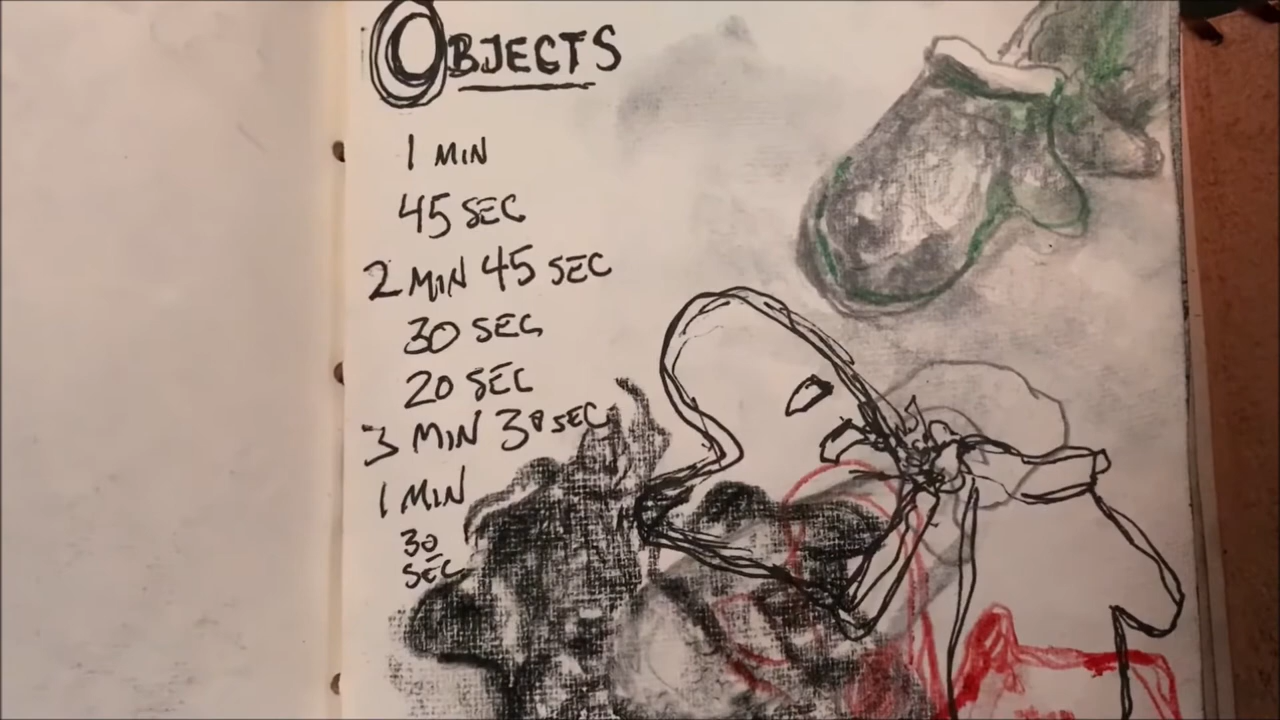 OBJECTS
1 MIN
45 SEC
2 MIN 45 SEC
30 SEC
20 SEC
3 MIN 30 SEC
1 MIN
30
SEC